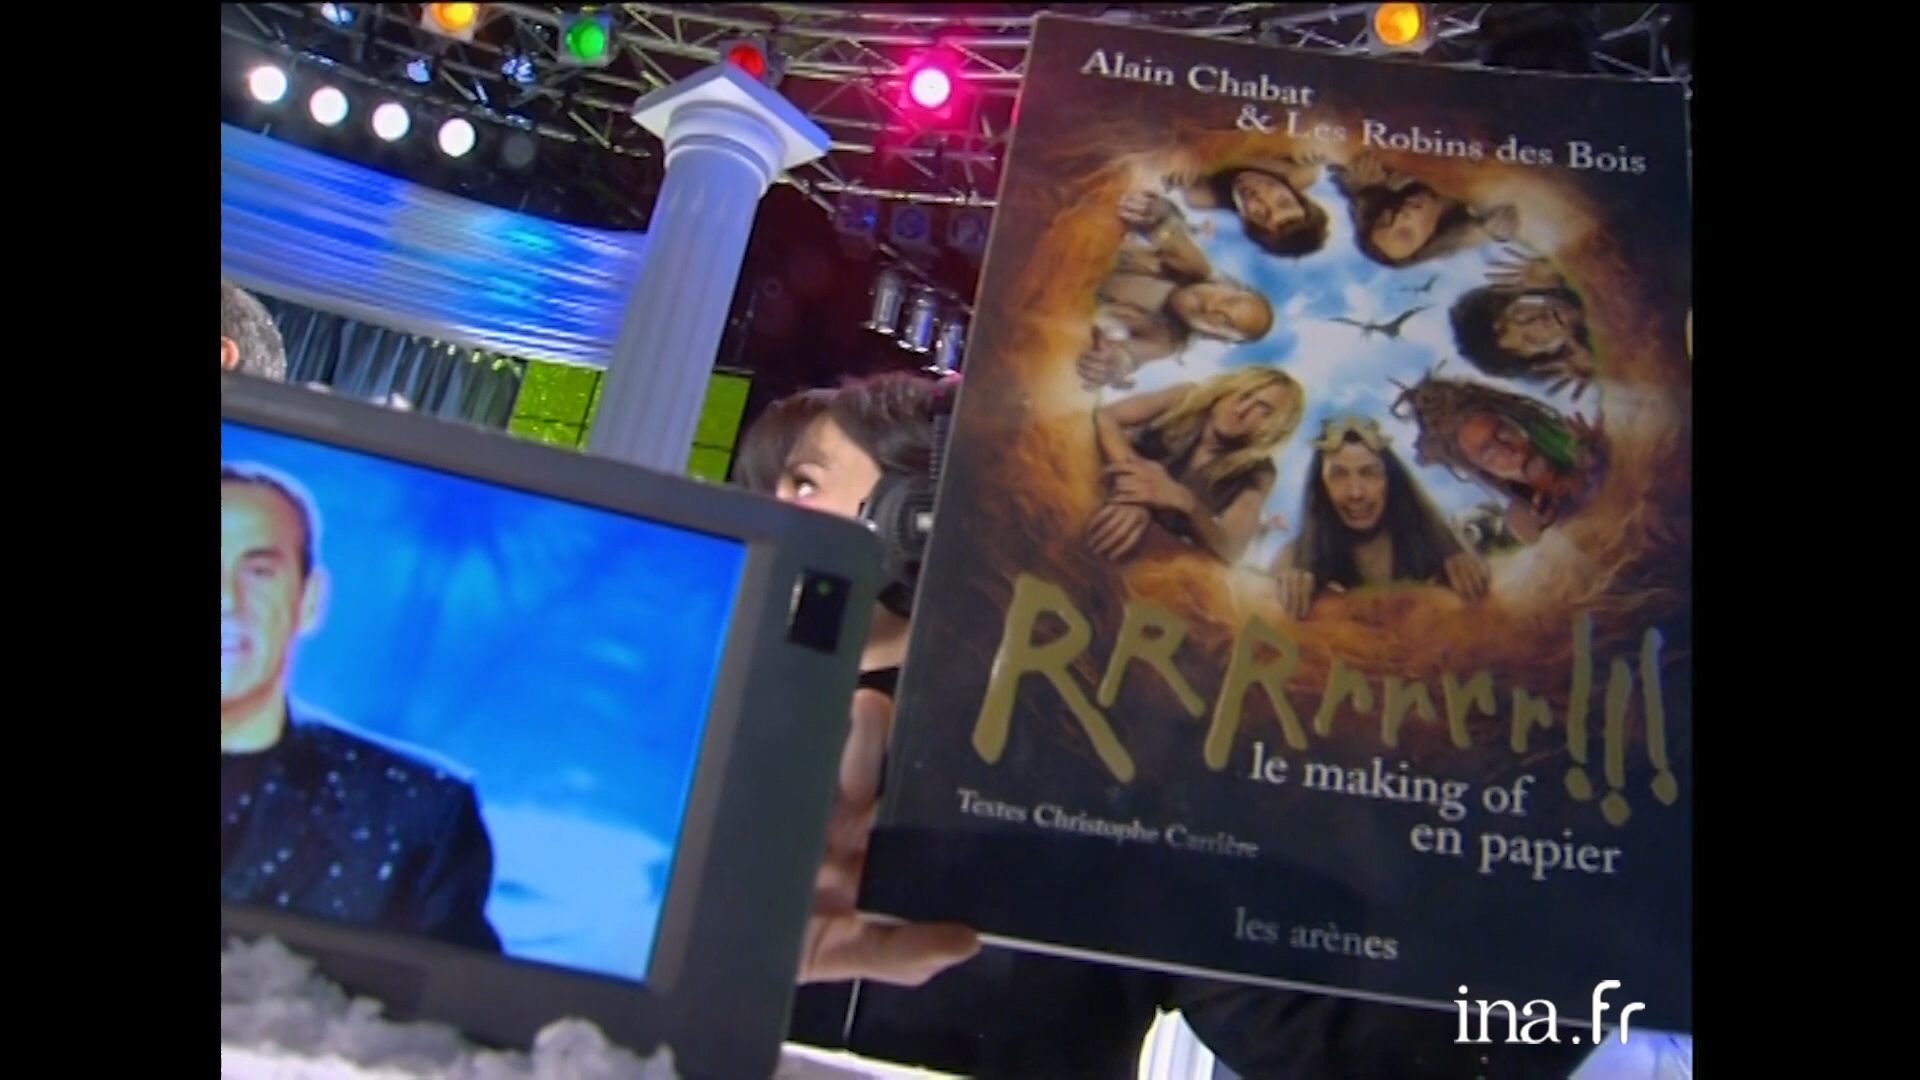 Alain Chabat
& Les Robins des Bois
RRRrrrr!!!
le making of
en papier
Textes Christophe Carrière
les arènes
ina.fr